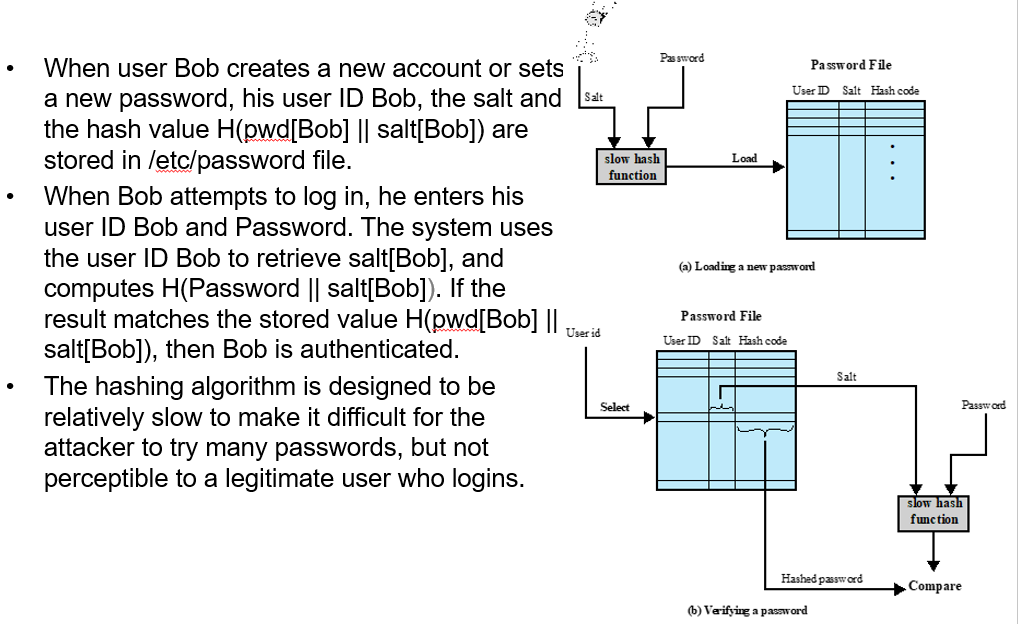 • When user Bob creates a new account or sets
a new password, his user ID Bob, the salt and
the hash value H(pwd[Bob] || salt[Bob]) are
stored in /etc/password file.
• When Bob attempts to log in, he enters his
user ID Bob and Password. The system uses
the user ID Bob to retrieve salt[Bob], and
computes H(Password || salt[Bob]). If the
result matches the stored value H(pwd[Bob] ||
salt[Bob]), then Bob is authenticated.
• The hashing algorithm is designed to be
relatively slow to make it difficult for the
attacker to try many passwords, but not
perceptible to a legitimate user who logins.
Password
Salt
slow hash
function
Load
Password File
User ID Salt Hash code
(a) Loading a new password
Password File
User id
User ID Salt Hash code
Select
Salt
Password
slow hash
function
Hashed password
Compare
(b) Verifying a password